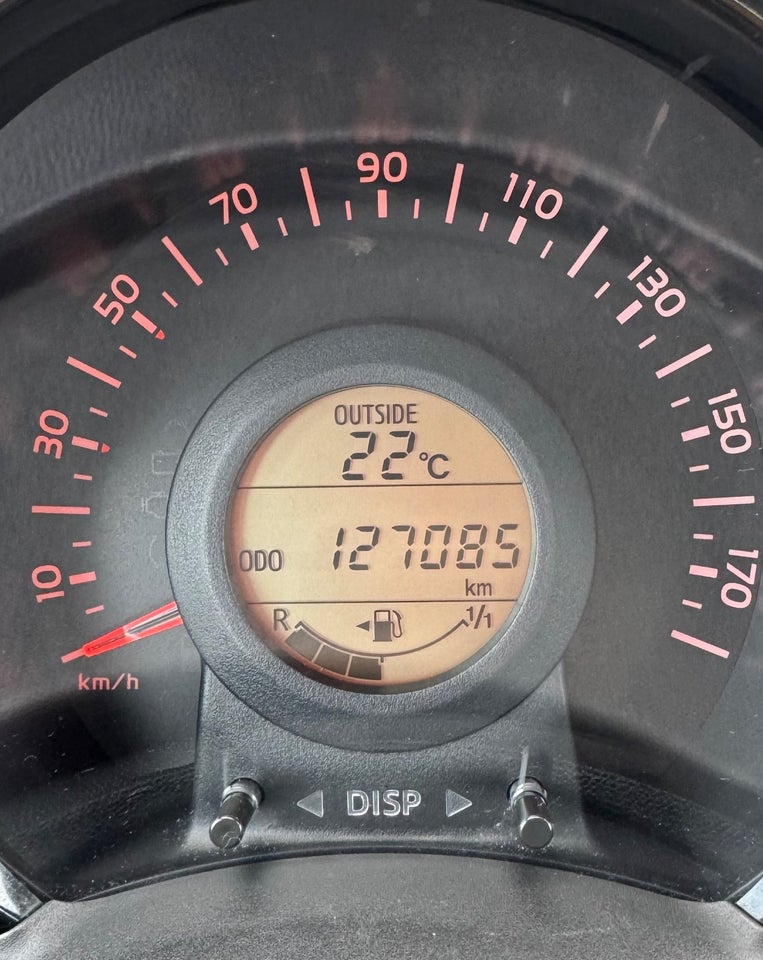 10
30
50
70
90
110
130
150
170
km/h
OUTSIDE
22 °C
ODO 127085
km
R 1/1
DISP